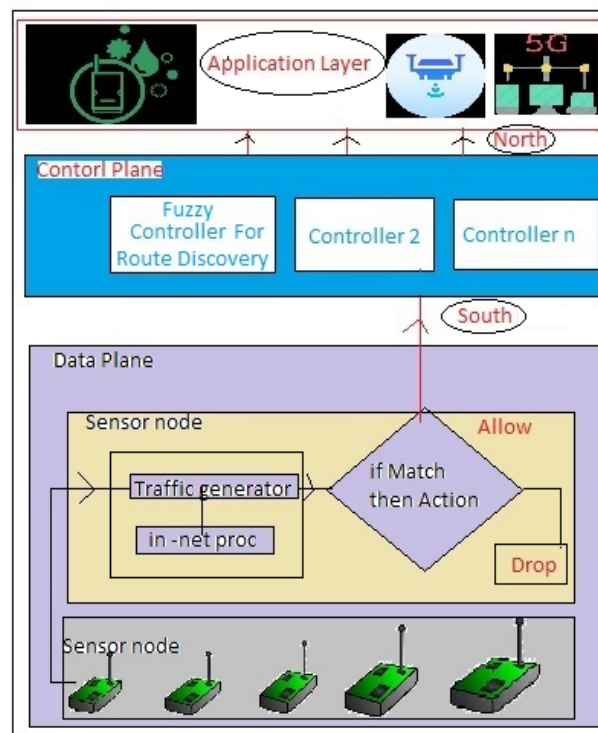 Application Layer
5G
North
Contorl Plane
Fuzzy
Controller For
Route Discovery
Controller 2
Controller n
South
Data Plane
Sensor node
Allow
Traffic generator
if Match
then Action
in -net proc
Drop
Sensor node